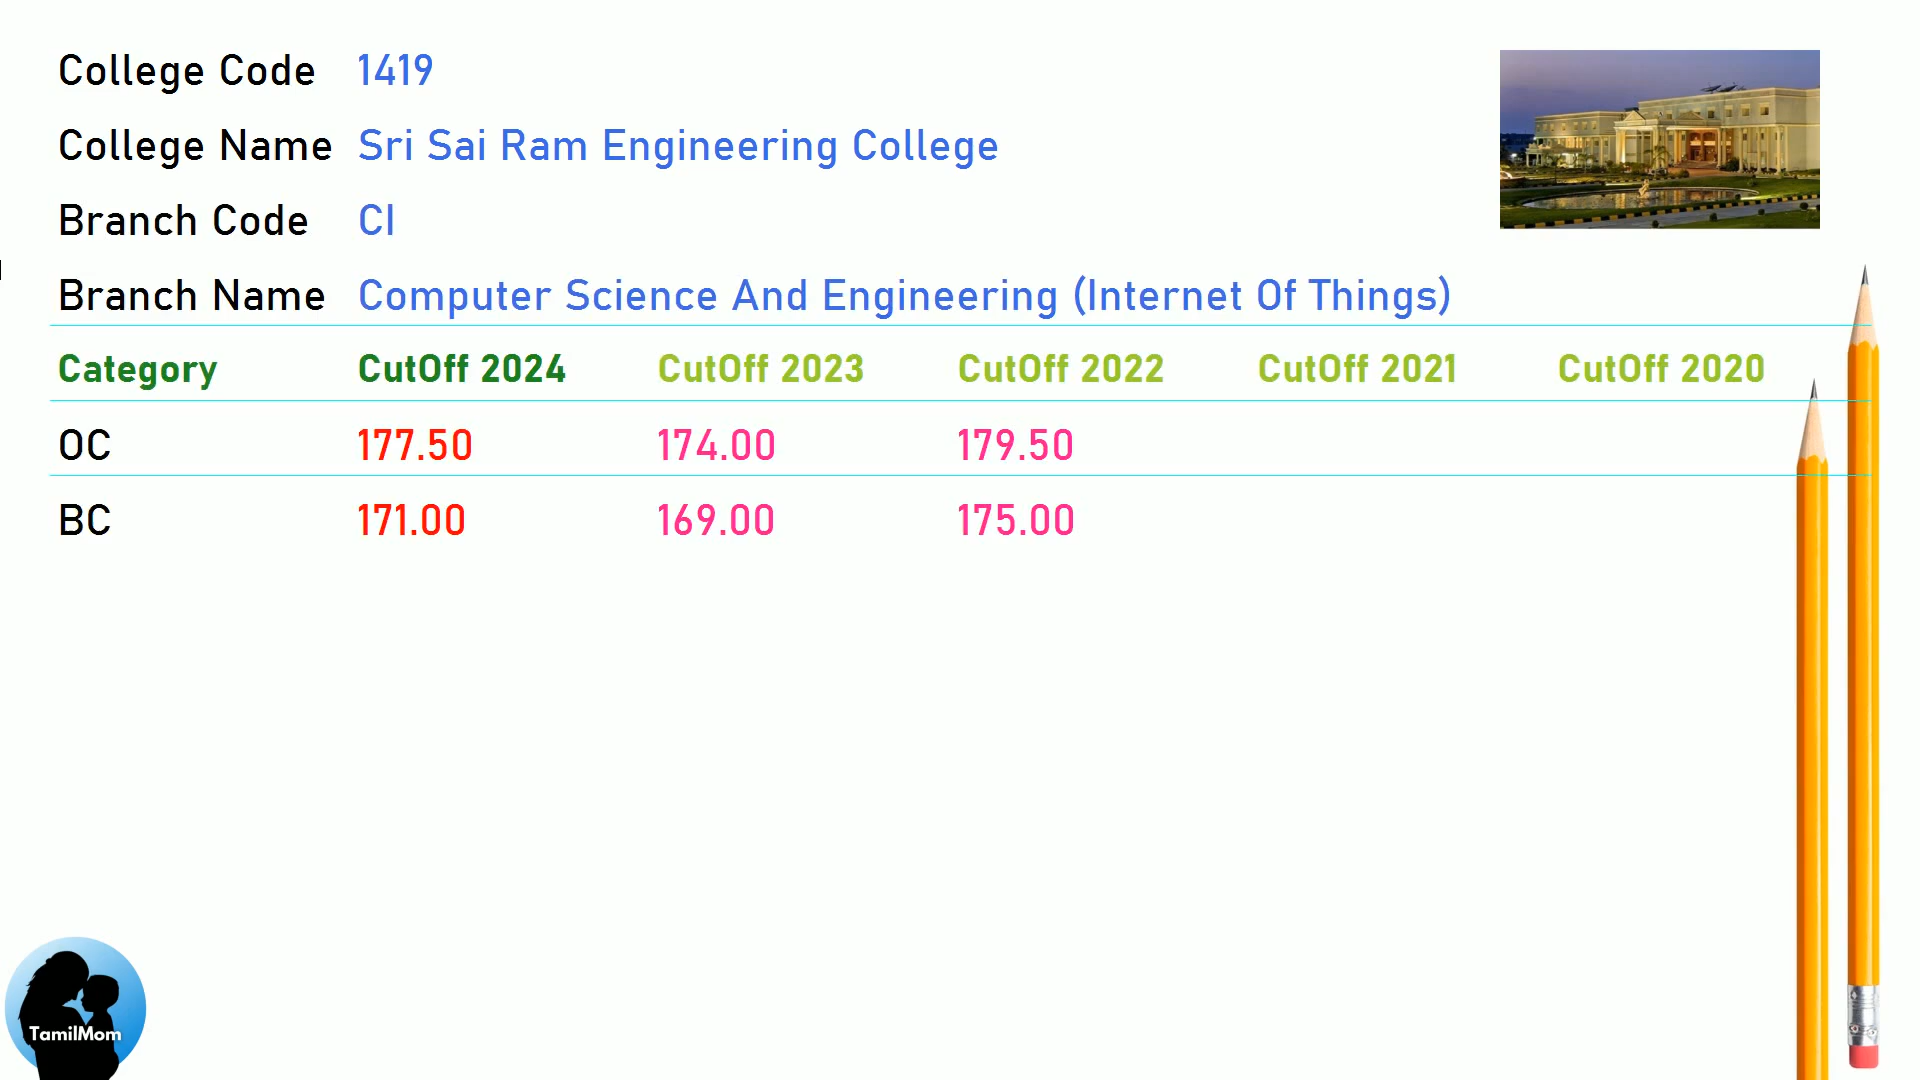 College Code 1419
College Name Sri Sai Ram Engineering College
Branch Code CI
Branch Name Computer Science And Engineering (Internet Of Things)
Category CutOff 2024 CutOff 2023 CutOff 2022 CutOff 2021 CutOff 2020
OC 177.50 174.00 179.50
BC 171.00 169.00 175.00
TamilMom